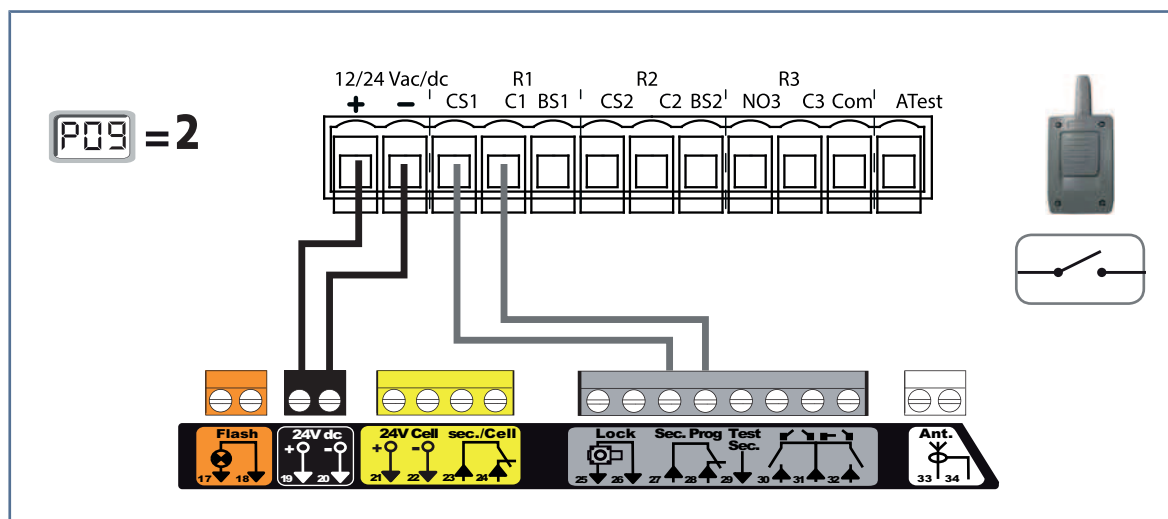 12/24 Vac/dc R1 R2 R3
+ - CS1 C1 BS1 CS2 C2 BS2 NO3 C3 Com ATest
P09 =2
Flash 24V dc 24V Cell sec./Cell Lock Sec. Prog Test Sec. Ant.
+ - + -
17 18 19 20 21 22 23 24 25 26 27 28 29 30 31 32 33 34